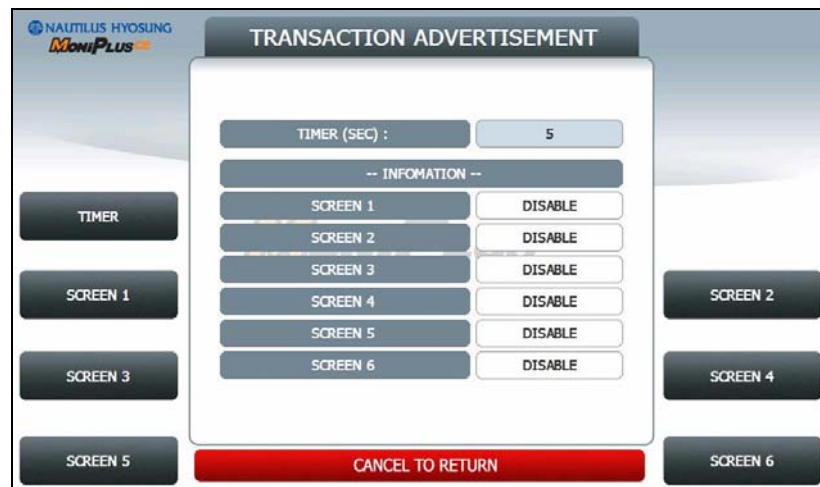 NAUTILUS HYOSUNG
MONIPLUS CE
TRANSACTION ADVERTISEMENT
TIMER (SEC) : 5
-- INFOMATION --
SCREEN 1 DISABLE
SCREEN 2 DISABLE
SCREEN 3 DISABLE
SCREEN 4 DISABLE
SCREEN 5 DISABLE
SCREEN 6 DISABLE
TIMER
SCREEN 1
SCREEN 2
SCREEN 3
SCREEN 4
SCREEN 5
SCREEN 6
CANCEL TO RETURN